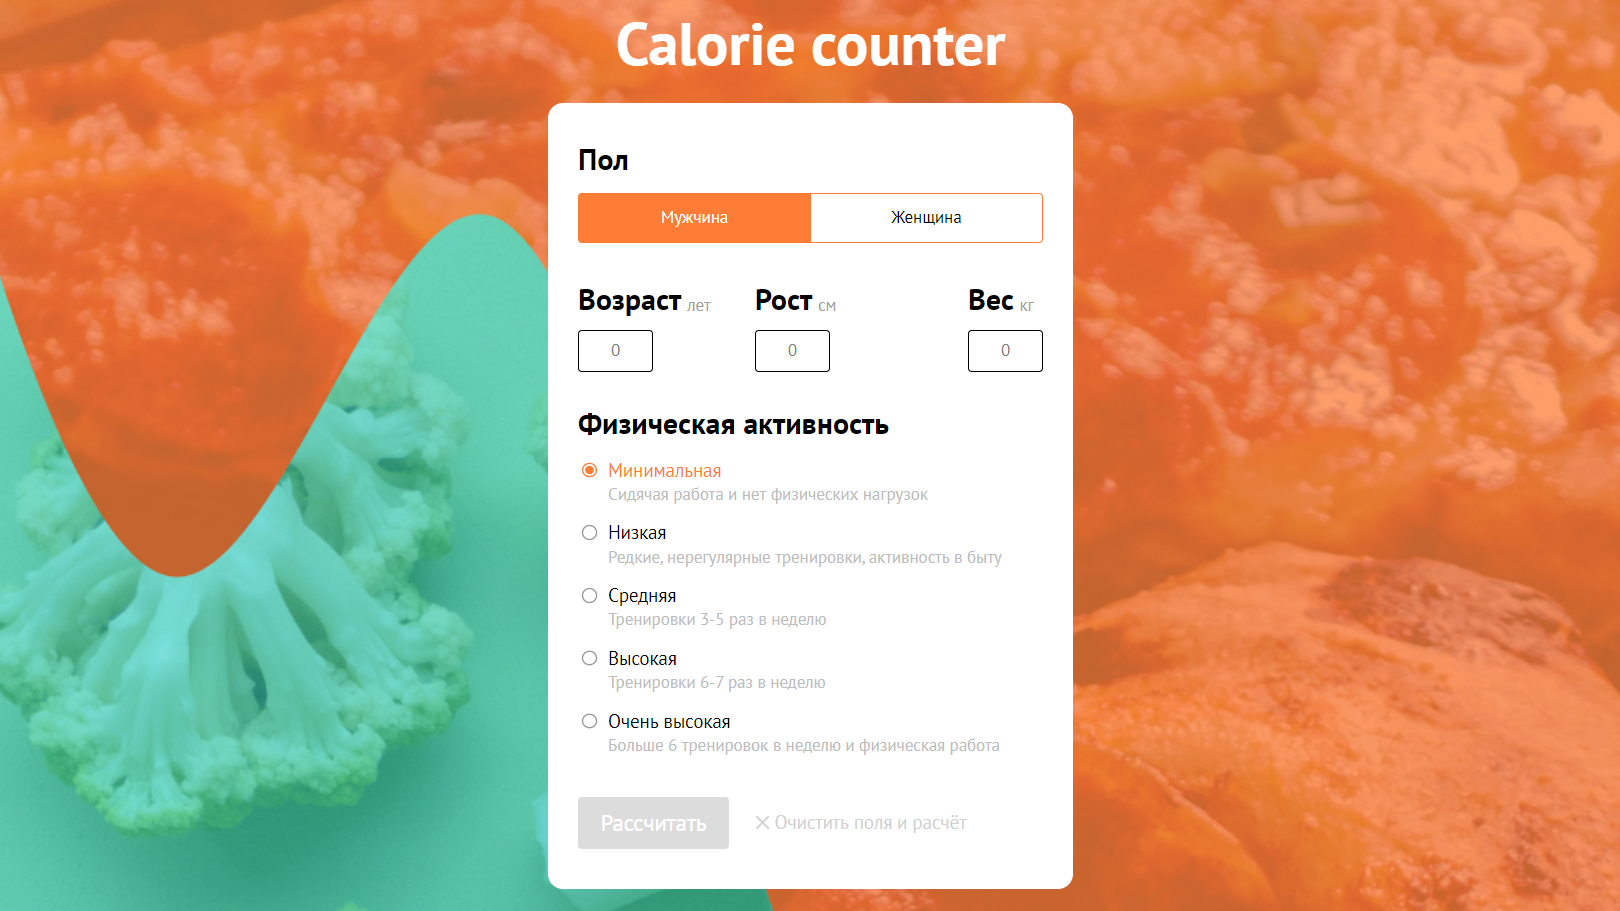 Calorie counter
Пол
Мужчина Женщина
Возраст лет Рост см Вес кг
0 0 0
Физическая активность
Минимальная
Сидячая работа и нет физических нагрузок
Низкая
Редкие, нерегулярные тренировки, активность в быту
Средняя
Тренировки 3-5 раз в неделю
Высокая
Тренировки 6-7 раз в неделю
Очень высокая
Больше 6 тренировок в неделю и физическая работа
Рассчитать Очистить поля и расчёт